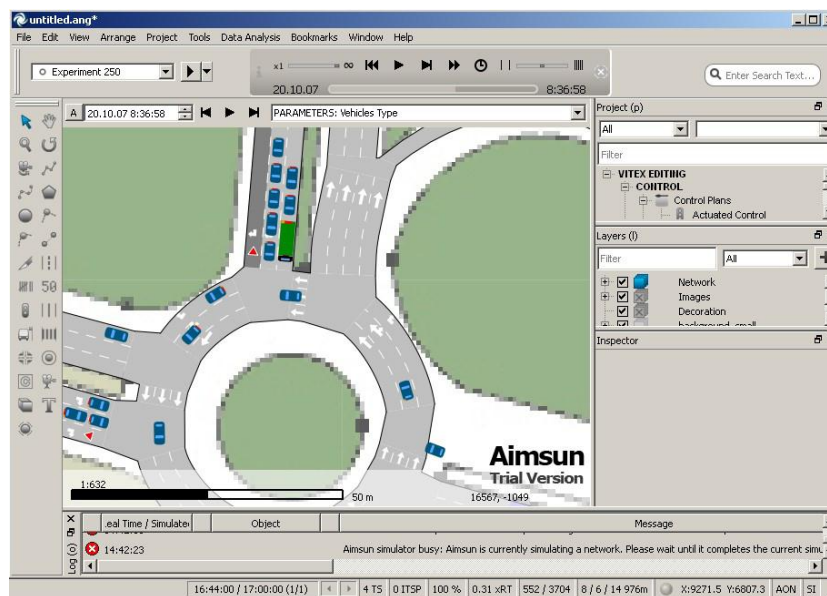 untitled.ang*
File Edit View Arrange Project Tools Data Analysis Bookmarks Window Help
Experiment 250
x1
20.10.07 8:36:58
Enter Search Text...
A 20.10.07 8:36:58 PARAMETERS: Vehicles Type
Project (p)
All
Filter
VITEX EDITING
CONTROL
Control Plans
Actuated Control
Layers (l)
Filter All
Network
Images
Decoration
background_small
Inspector
50
Aimsun
Trial Version
1:632
50 m 16567, -1049
.eal Time / Simulate Object Message
Log (o)
14:42:23 Aimsun simulator busy: Aimsun is currently simulating a network. Please wait until it completes the current simu
16:44:00 / 17:00:00 (1/1) 4 TS 0 ITSP 100 % 0.31 xRT 552 / 3704 8 / 6 / 14 976m X:9271.5 Y:6807.3 AON SI